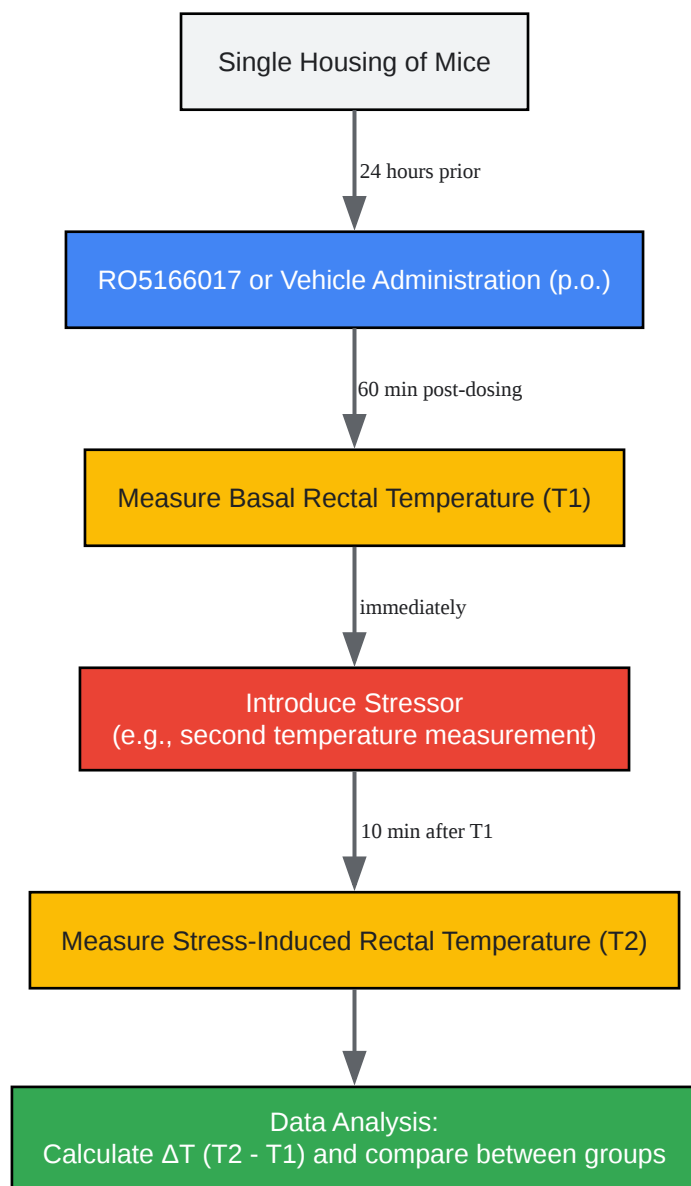 Single Housing of Mice
24 hours prior
RO5166017 or Vehicle Administration (p.o.)
60 min post-dosing
Measure Basal Rectal Temperature (T1)
immediately
Introduce Stressor
(e.g., second temperature measurement)
10 min after T1
Measure Stress-Induced Rectal Temperature (T2)
Data Analysis:
Calculate ΔT (T2 - T1) and compare between groups